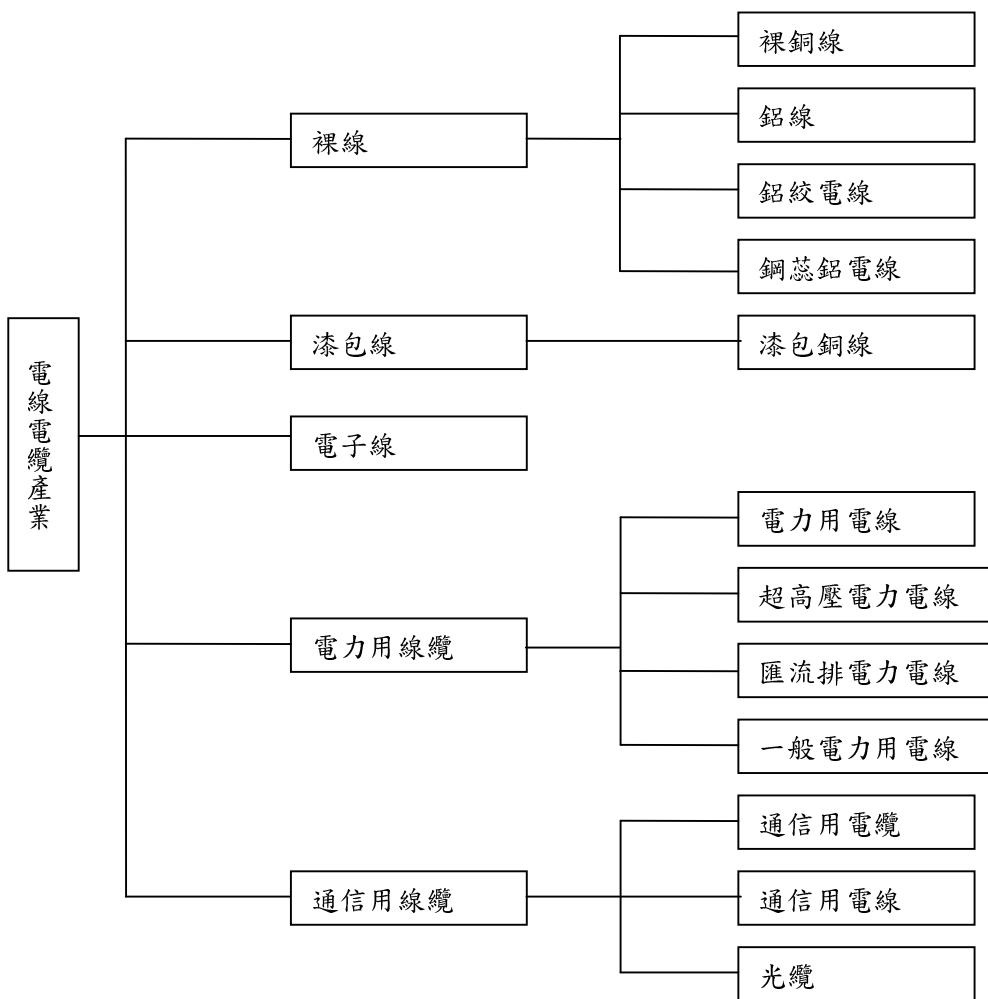 電線電纜產業
裸線
裸銅線
鋁線
鋁絞電線
鋼蕊鋁電線
漆包線
漆包銅線
電子線
電力用線纜
電力用電線
超高壓電力電線
匯流排電力電線
一般電力用電線
通信用線纜
通信用電纜
通信用電線
光纜